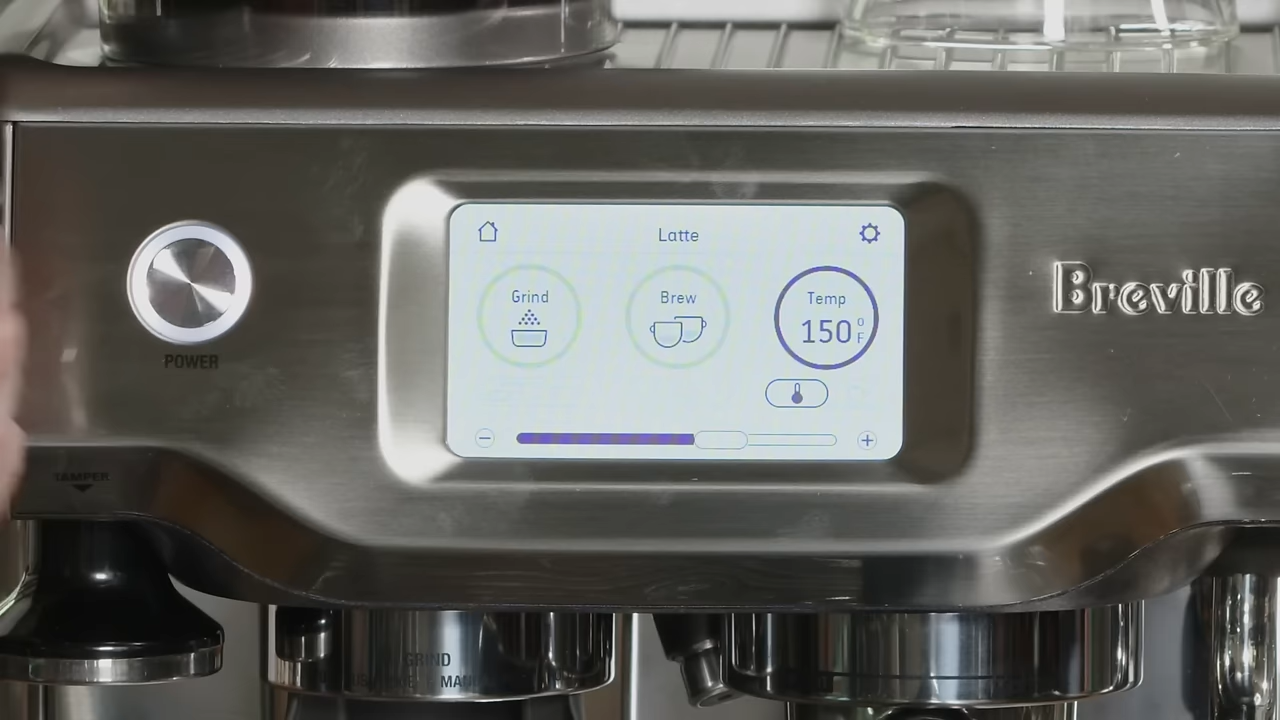 Latte
Grind
Brew
Temp
150°F
Breville
POWER
TAMPER
GRIND